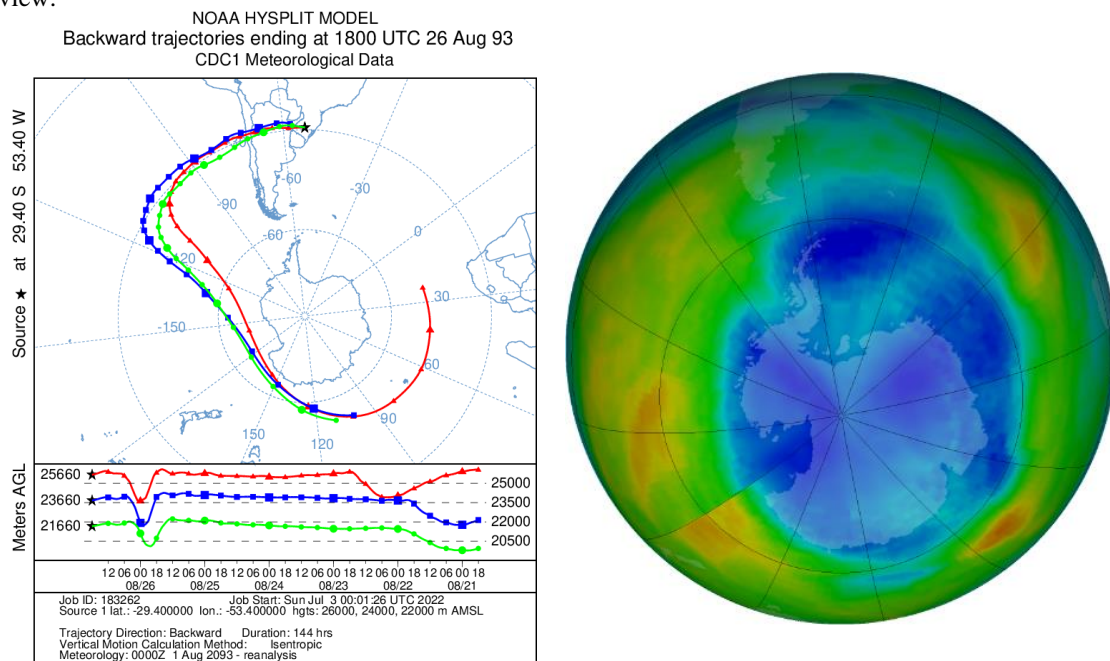 view.
NOAA HYSPLIT MODEL
Backward trajectories ending at 1800 UTC 26 Aug 93
CDC1 Meteorological Data
Source ★ at 29.40 S 53.40 W
-30
-60
-90
-60
0
120
30
-150
60
90
150
120
Meters AGL
25660
23660
21660
25000
23500
22000
20500
12 06 00 18 12 06 00 18 12 06 00 18 12 06 00 18 12 06 00 18 12 06 00 18
08/26 08/25 08/24 08/23 08/22 08/21
Job ID: 183262 Job Start: Sun Jul 3 00:01:26 UTC 2022
Source 1 lat.: -29.400000 lon.: -53.400000 hgts: 26000, 24000, 22000 m AMSL
Trajectory Direction: Backward Duration: 144 hrs
Vertical Motion Calculation Method: Isentropic
Meteorology: 0000Z 1 Aug 2093 - reanalysis